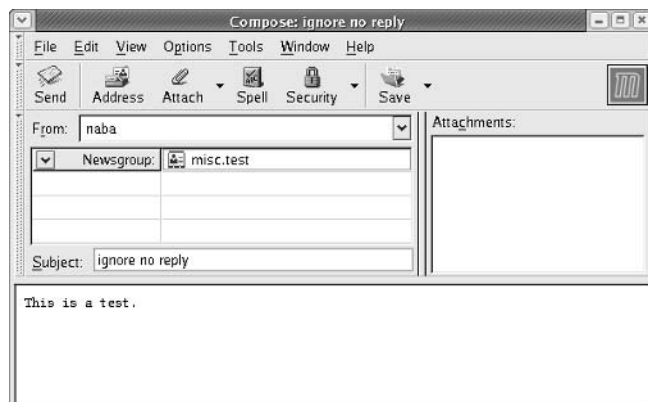 Compose: ignore no reply
File Edit View Options Tools Window Help
Send Address Attach Spell Security Save
From: naba
Attachments:
Newsgroup: misc.test
Subject: ignore no reply
This is a test.